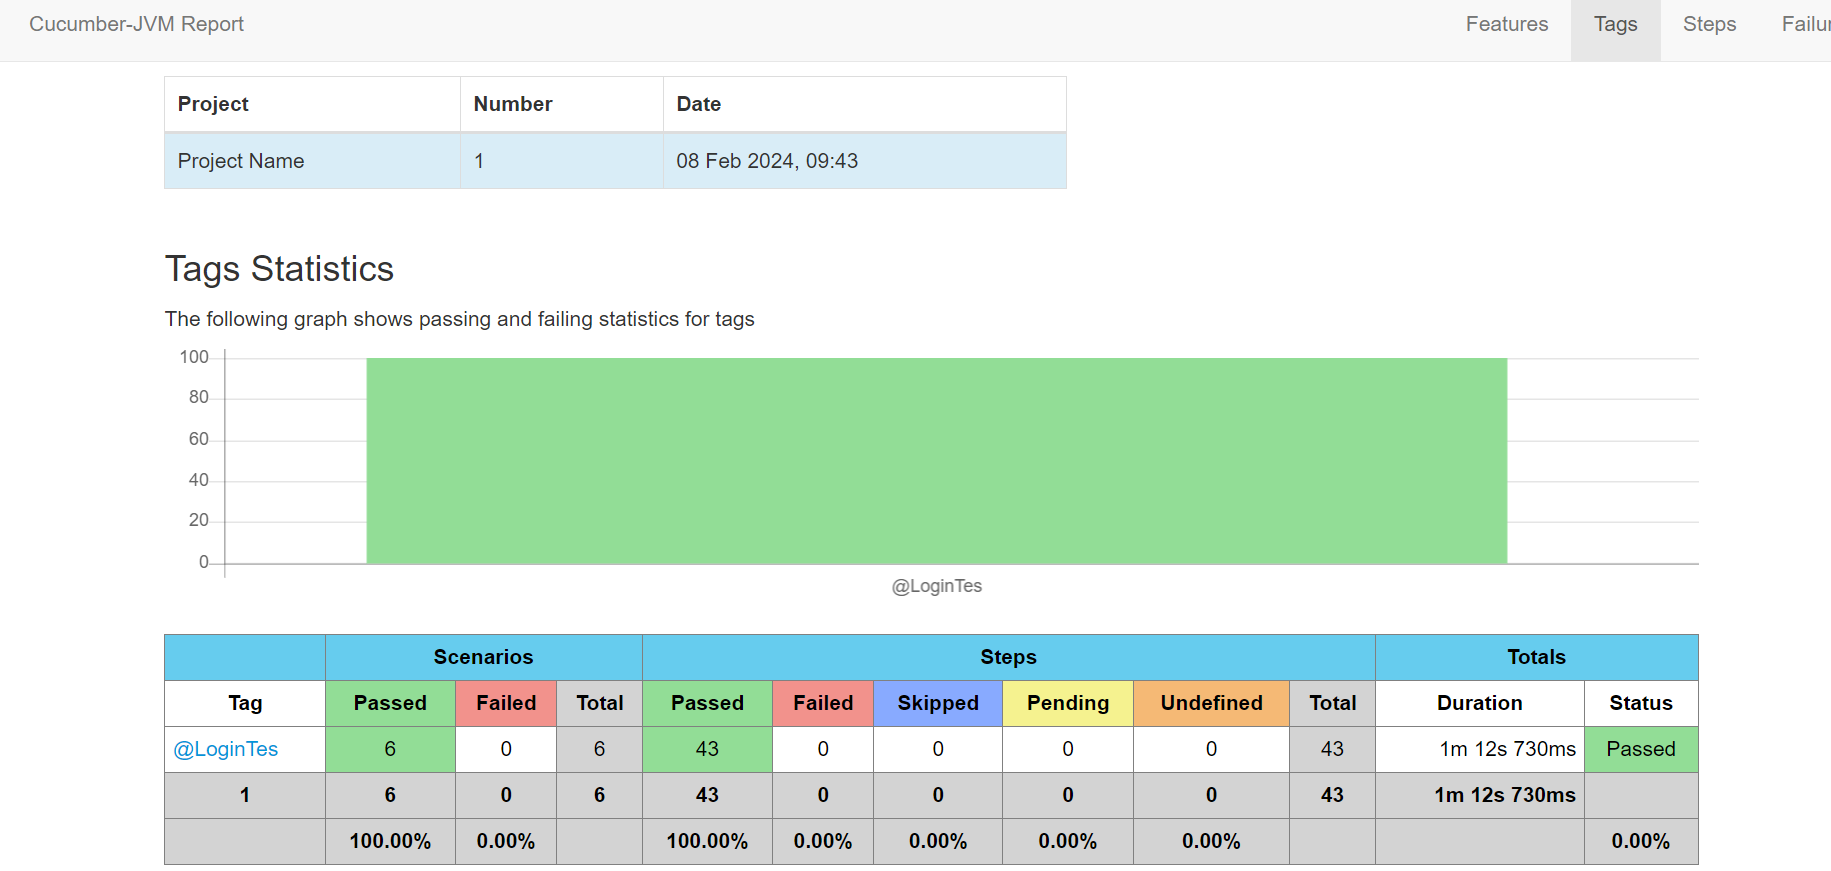 Cucumber-JVM Report Features Tags Steps
Project Number Date
Project Name 1 08 Feb 2024, 09:43
Tags Statistics
The following graph shows passing and failing statistics for tags
100
80
60
40
20
0
@LoginTes
Scenarios Steps Totals
Tag Passed Failed Total Passed Failed Skipped Pending Undefined Total Duration Status
@LoginTes 6 0 6 43 0 0 0 0 43 1m 12s 730ms Passed
1 6 0 6 43 0 0 0 0 43 1m 12s 730ms
100.00% 0.00% 100.00% 0.00% 0.00% 0.00% 0.00% 0.00%